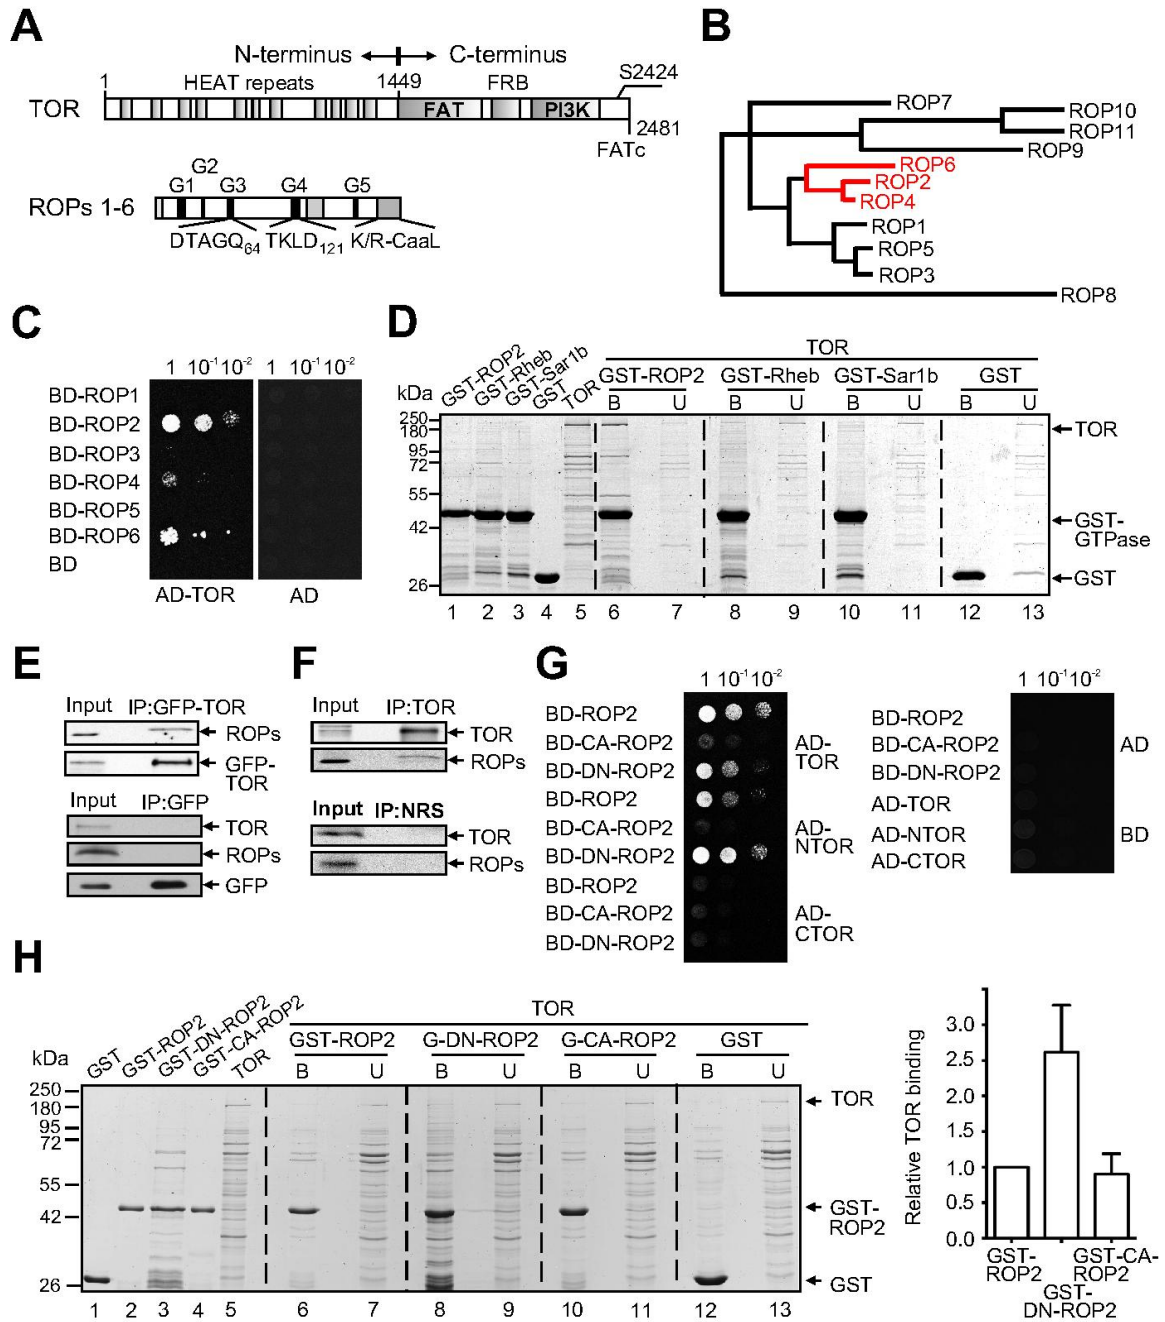 A
N-terminus C-terminus
1 HEAT repeats 1449 FRB S2424
TOR FAT PI3K
2481
FATc
G2
G1 G3 G4 G5
ROPs 1-6
DTAGQ64 TKLD121 K/R-CaaL
B
ROP7
ROP10
ROP11
ROP9
ROP6
ROP2
ROP4
ROP1
ROP5
ROP3
ROP8
C
1 10-1 10-2 1 10-1 10-2
BD-ROP1
BD-ROP2
BD-ROP3
BD-ROP4
BD-ROP5
BD-ROP6
BD
AD-TOR AD
D
GST-ROP2
GST-Rheb
GST-Sar1b
GST
TOR
TOR
GST-ROP2 GST-Rheb GST-Sar1b GST
kDa
B U B U B U B U
250
180
95
72
55
42
26
TOR
GST-
GTPase
GST
1 2 3 4 5 6 7 8 9 10 11 12 13
E
Input IP:GFP-TOR
ROPs
GFP-
TOR
Input IP:GFP
TOR
ROPs
GFP
F
Input IP:TOR
TOR
ROPs
Input IP:NRS
TOR
ROPs
G
1 10-1 10-2
BD-ROP2
BD-CA-ROP2
BD-DN-ROP2
AD-
TOR
BD-ROP2
BD-CA-ROP2
BD-DN-ROP2
AD-
NTOR
BD-ROP2
BD-CA-ROP2
BD-DN-ROP2
AD-
CTOR
1 10-1 10-2
BD-ROP2
BD-CA-ROP2
BD-DN-ROP2
AD
AD-TOR
AD-NTOR
AD-CTOR
BD
H
GST
GST-ROP2
GST-DN-ROP2
GST-CA-ROP2
TOR
TOR
GST-ROP2 G-DN-ROP2 G-CA-ROP2 GST
kDa
B U B U B U B U
250
180
95
72
55
42
26
TOR
GST-
ROP2
GST
1 2 3 4 5 6 7 8 9 10 11 12 13
Relative TOR binding
3.0
2.5
2.0
1.5
1.0
0.5
0.0
GST-
ROP2
GST-
DN-ROP2
GST-CA-
ROP2